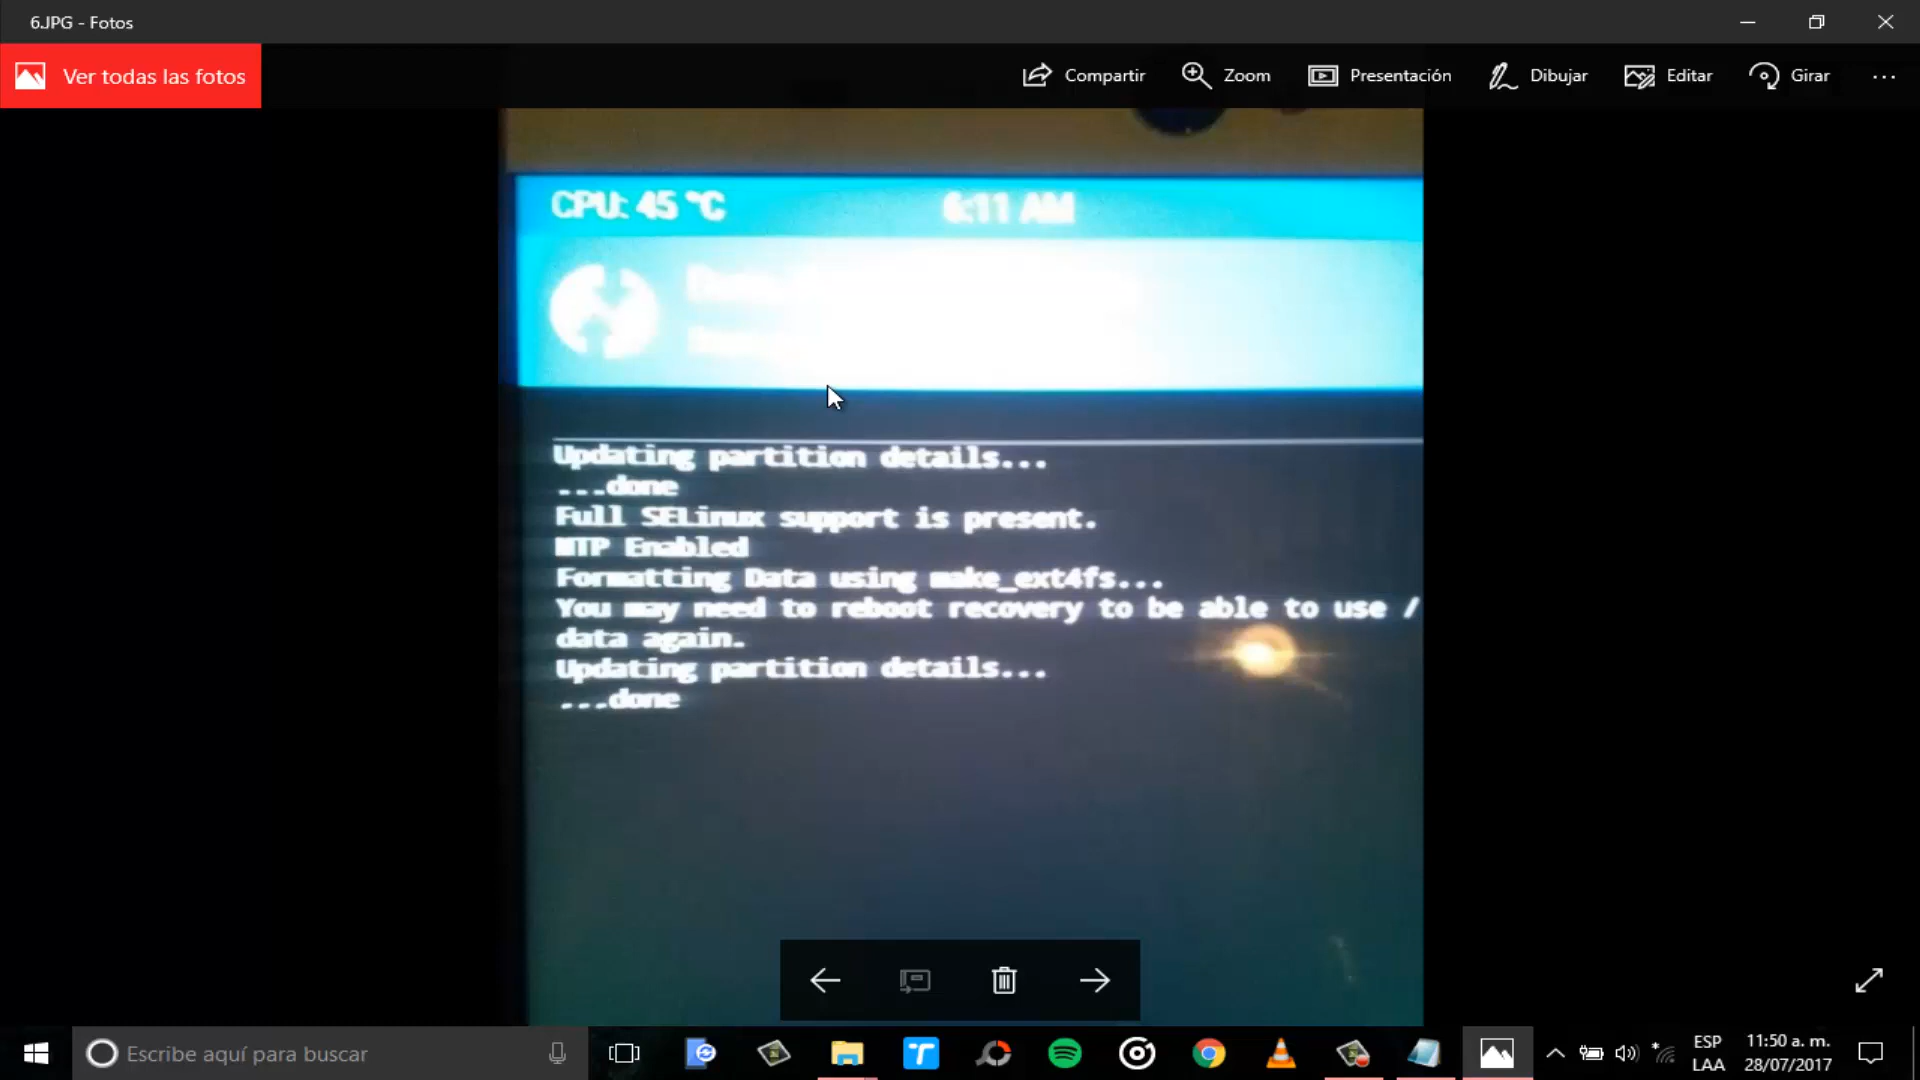 6.JPG - Fotos
Ver todas las fotos
Compartir
Zoom
Presentación
Dibujar
Editar
Girar
CPU: 45 °C
6:11 AM
Updating partition details...
...done
Full SELinux support is present.
MTP Enabled
Formatting Data using make_ext4fs...
You may need to reboot recovery to be able to use /
data again.
Updating partition details...
...done
Escribe aquí para buscar
ESP
LAA
11:50 a. m.
28/07/2017